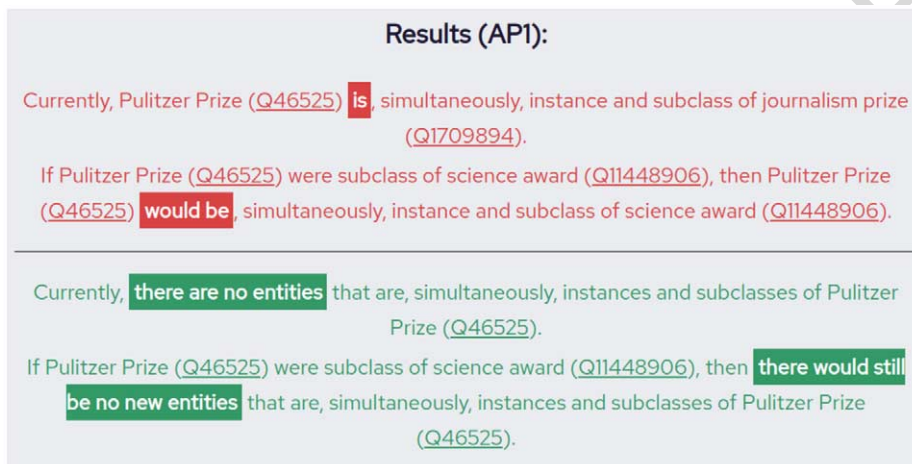 Results (AP1):
Currently, Pulitzer Prize (Q46525) is, simultaneously, instance and subclass of journalism prize
(Q1709894).
If Pulitzer Prize (Q46525) were subclass of science award (Q11448906), then Pulitzer Prize
(Q46525) would be, simultaneously, instance and subclass of science award (Q11448906).
Currently, there are no entities that are, simultaneously, instances and subclasses of Pulitzer
Prize (Q46525).
If Pulitzer Prize (Q46525) were subclass of science award (Q11448906), then there would still
be no new entities that are, simultaneously, instances and subclasses of Pulitzer Prize
(Q46525).